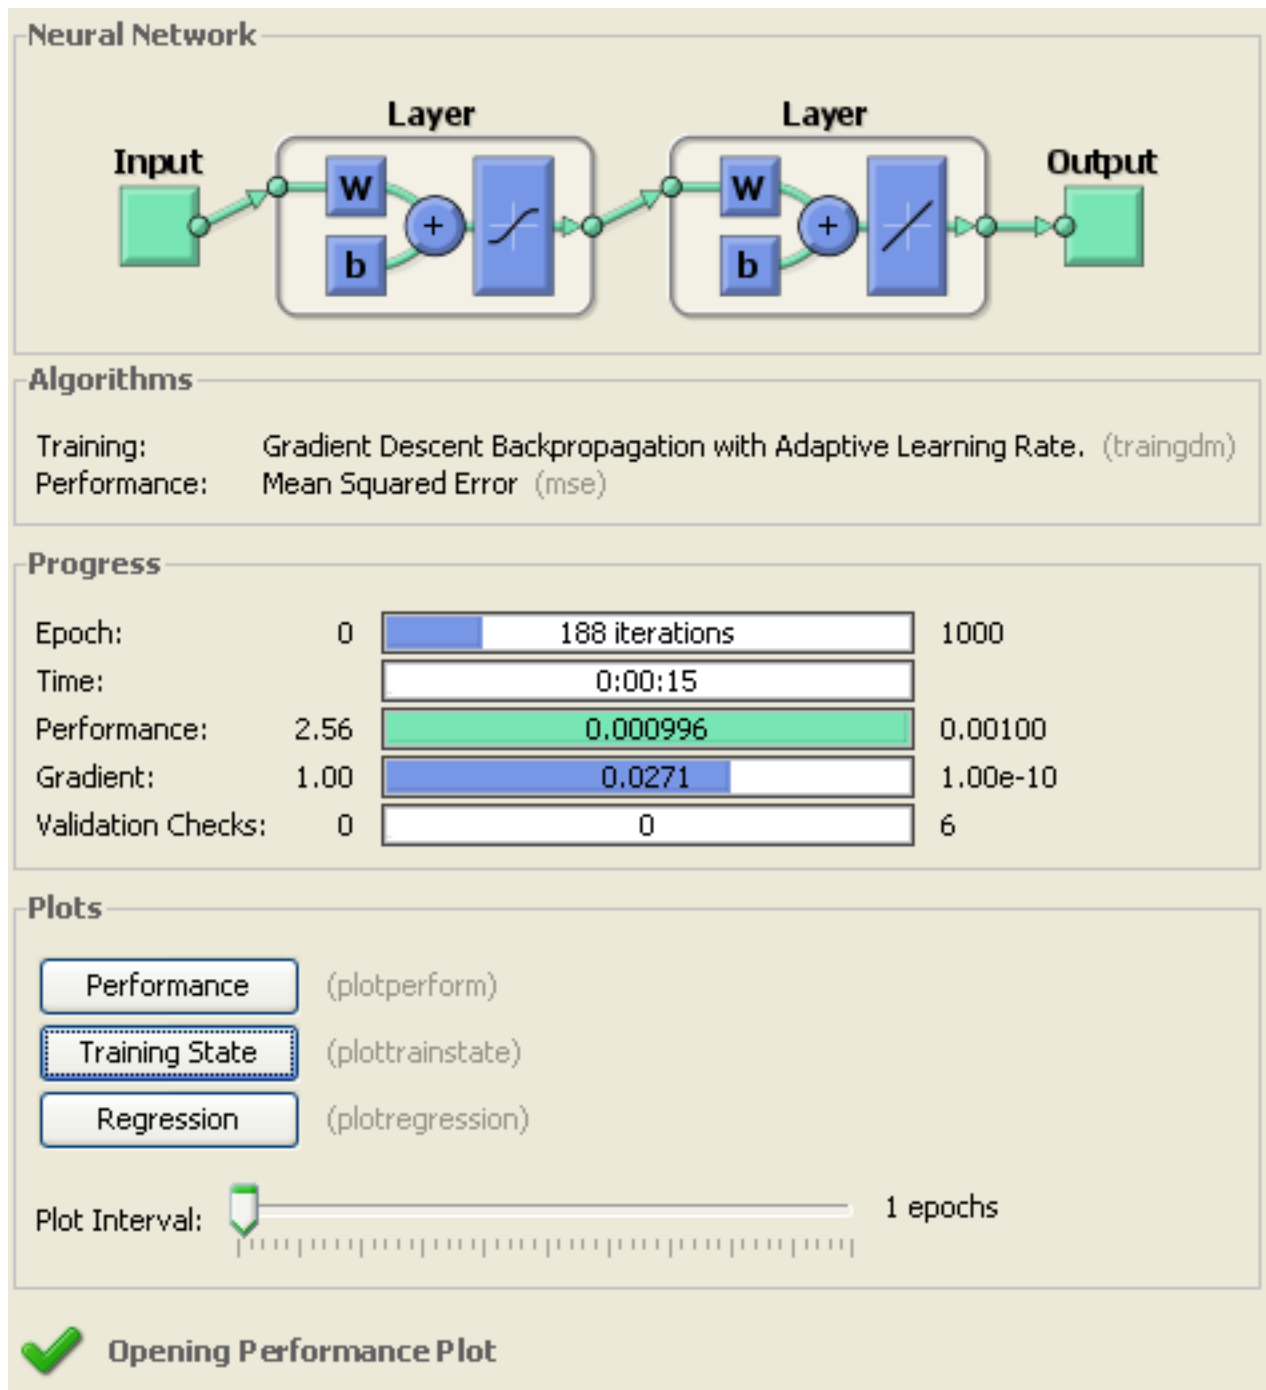 Neural Network
Layer Layer
Input Output
W W
+ +
b b
Algorithms
Training: Gradient Descent Backpropagation with Adaptive Learning Rate. (traingdm)
Performance: Mean Squared Error (mse)
Progress
Epoch: 0 188 iterations 1000
Time: 0:00:15
Performance: 2.56 0.000996 0.00100
Gradient: 1.00 0.0271 1.00e-10
Validation Checks: 0 0 6
Plots
Performance (plotperform)
Training State (plottrainstate)
Regression (plotregression)
Plot Interval: 1 epochs
Opening Performance Plot